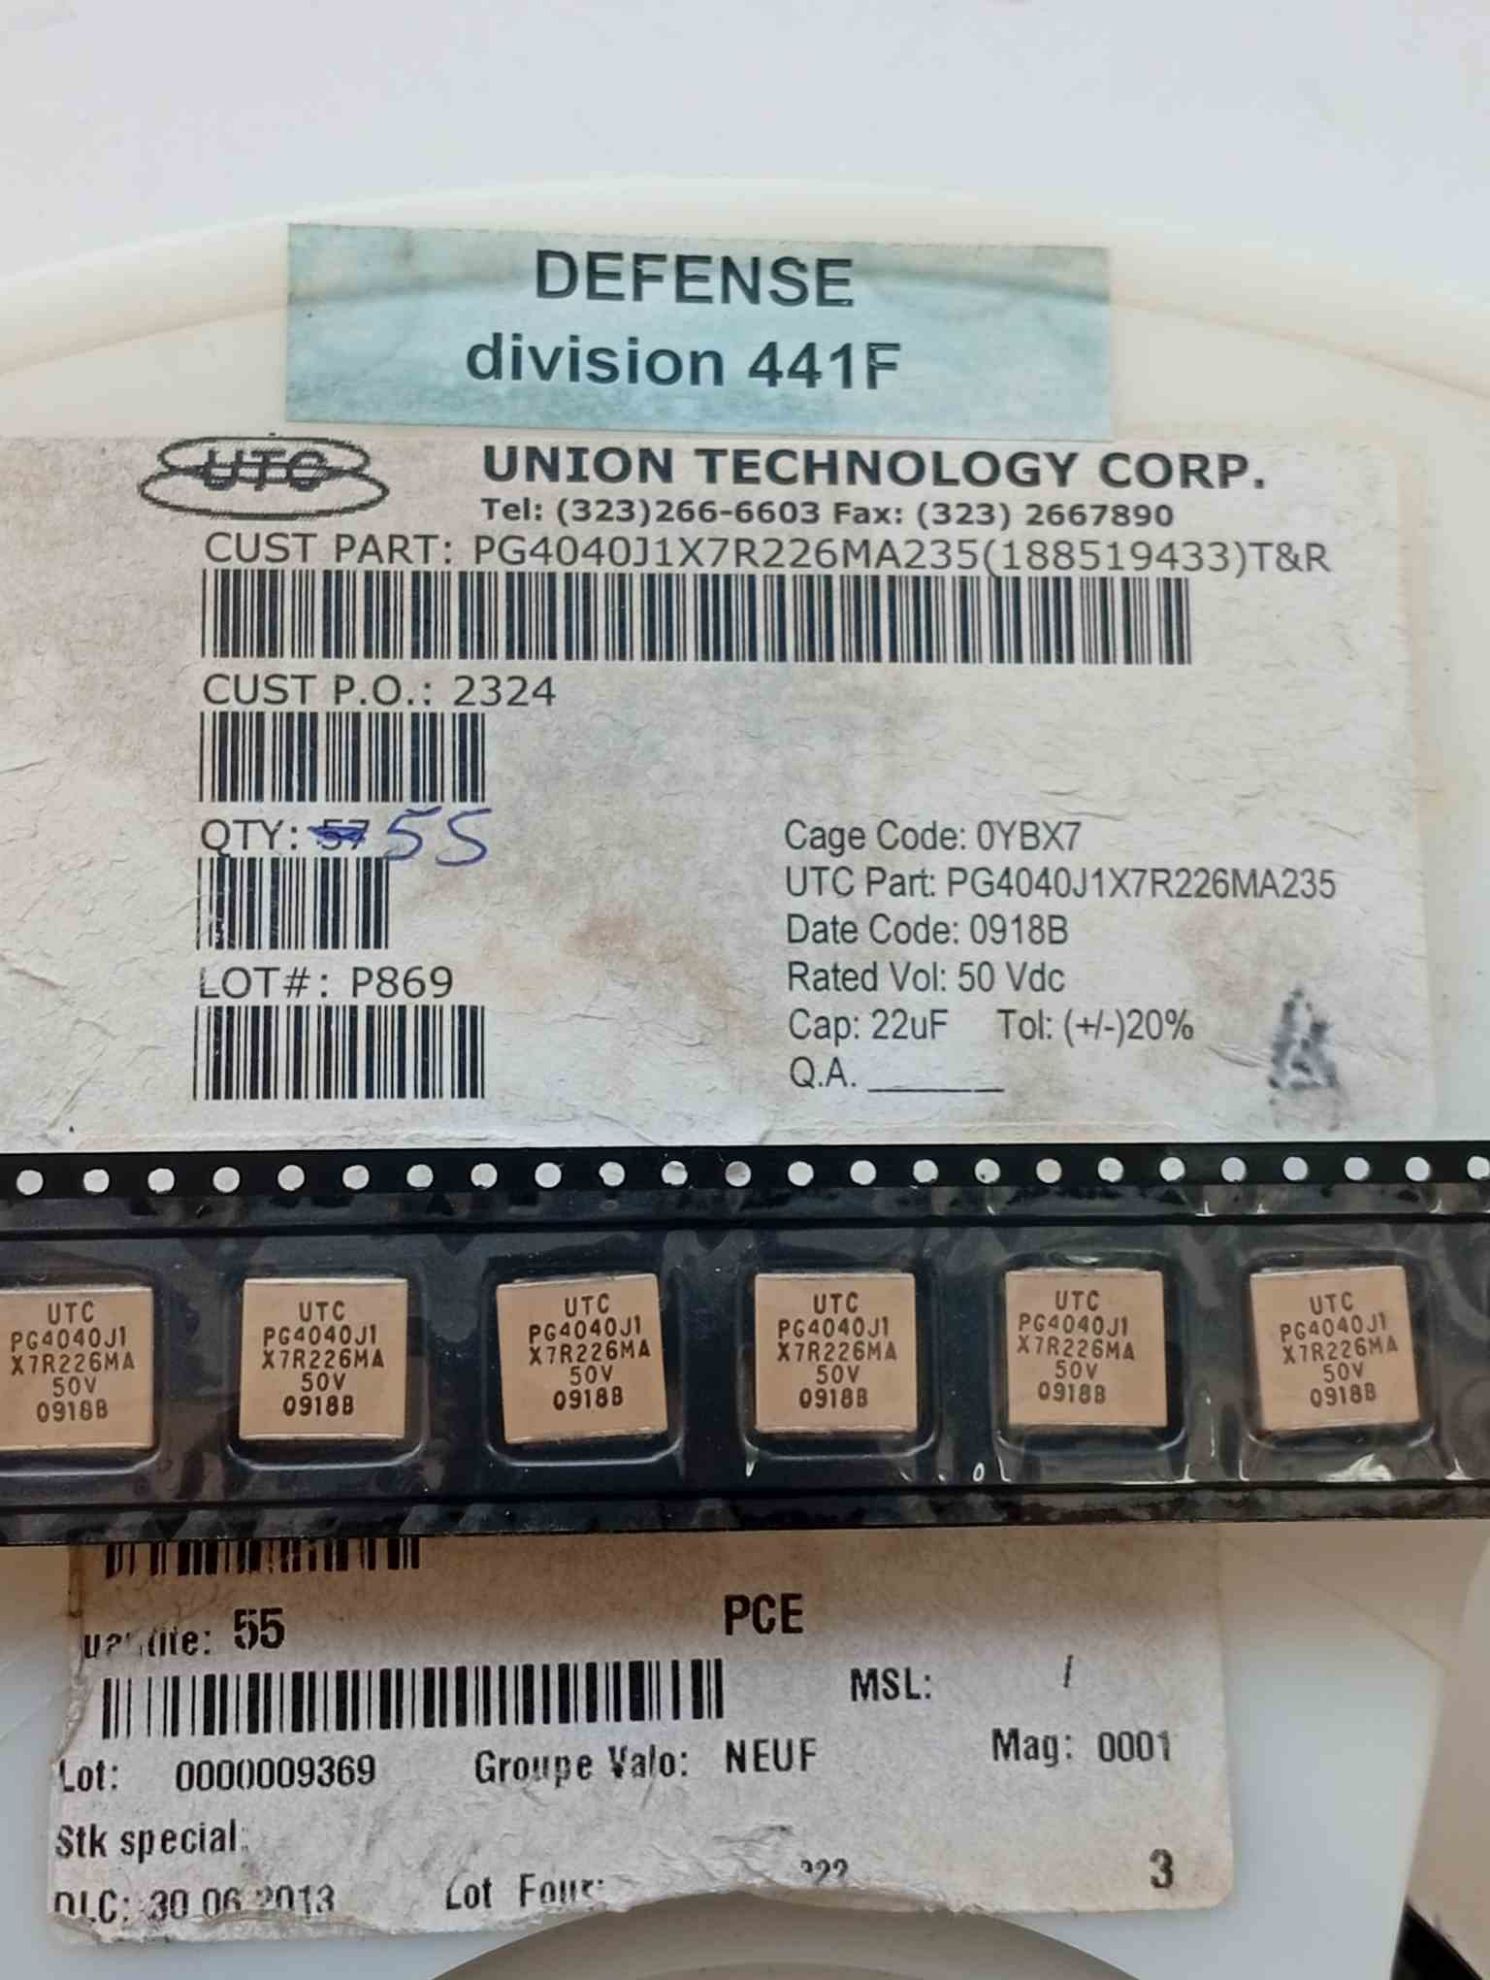 DEFENSE
division 441F
UTC
UNION TECHNOLOGY CORP.
Tel: (323)266-6603 Fax: (323) 2667890
CUST PART: PG4040J1X7R226MA235(188519433)T&R
CUST P.O.: 2324
QTY: 57 55
LOT#: P869
Cage Code: 0YBX7
UTC Part: PG4040J1X7R226MA235
Date Code: 0918B
Rated Vol: 50 Vdc
Cap: 22uF Tol: (+/-)20%
Q.A.
UTC
PG4040J1
X7R226MA
50V
0918B
UTC
PG4040J1
X7R226MA
50V
0918B
UTC
PG4040J1
X7R226MA
50V
0918B
UTC
PG4040J1
X7R226MA
50V
0918B
UTC
PG4040J1
X7R226MA
50V
0918B
UTC
PG4040J1
X7R226MA
50V
0918B
55 PCE
MSL: /
Lot: 0000009369 Groupe Valo: NEUF Mag: 0001
Stk special:
DLC: 30 06 2013 Lot Four: 3